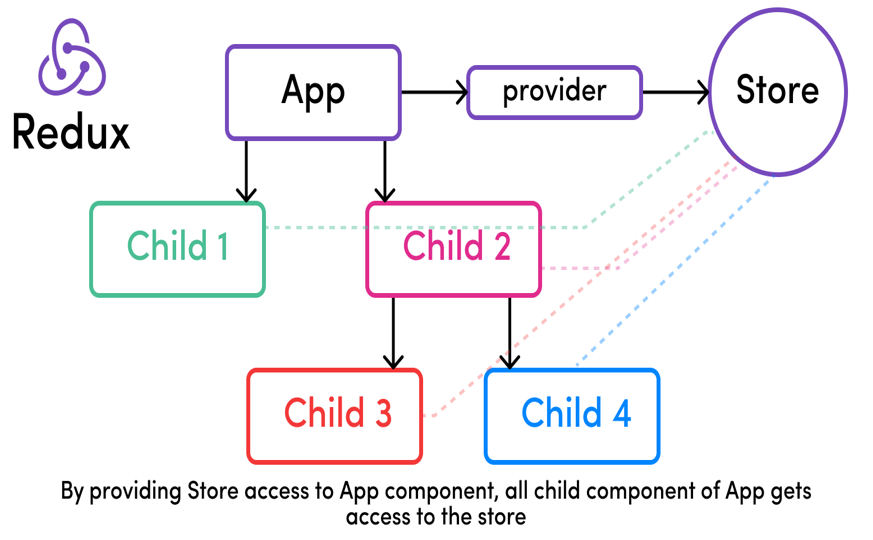 Redux
App
provider
Store
Child 1
Child 2
Child 3
Child 4
By providing Store access to App component, all child component of App gets
access to the store